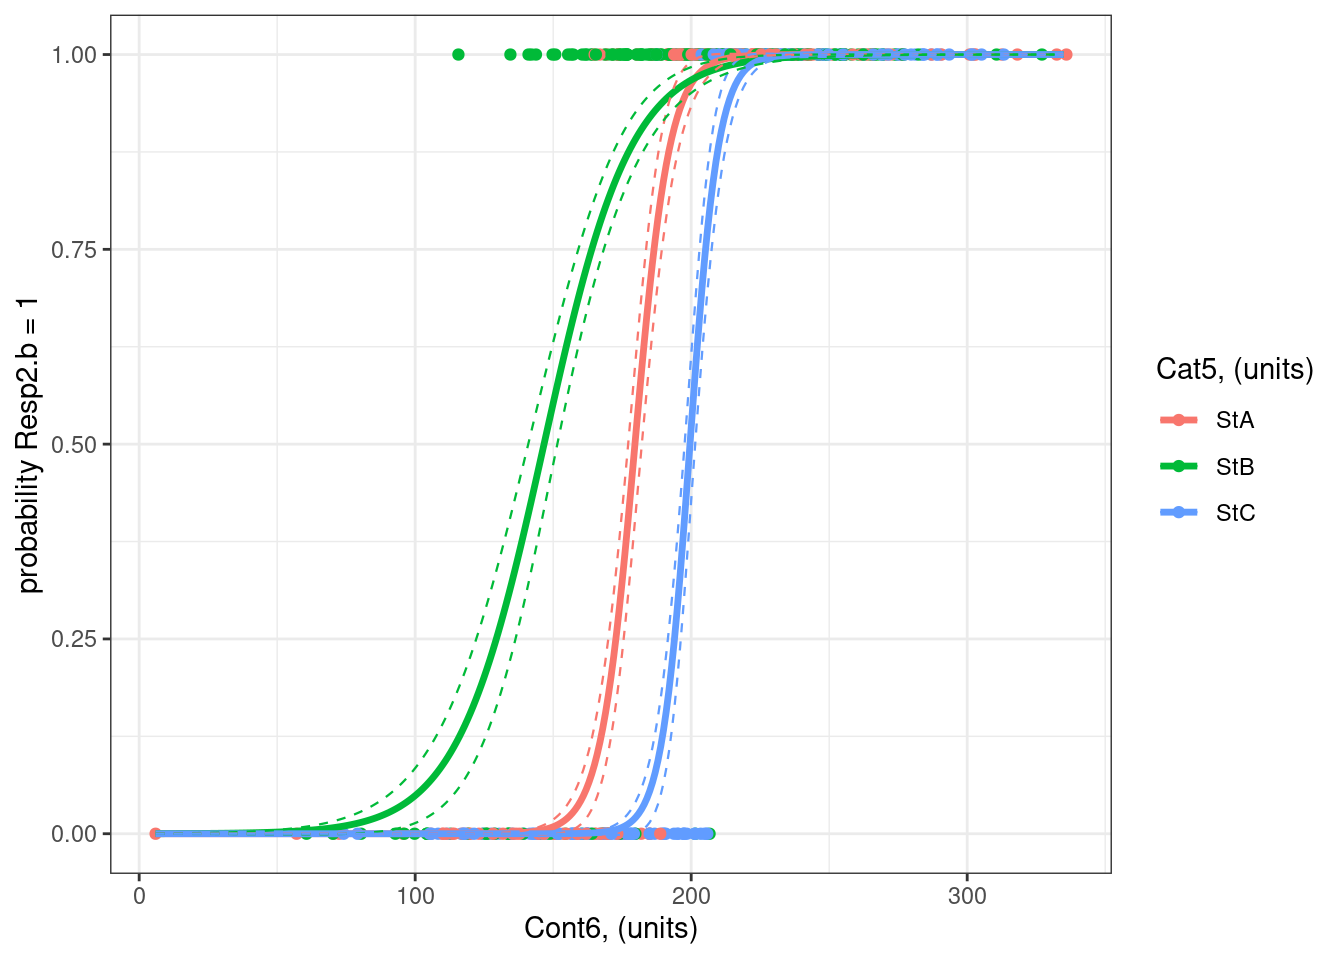 1.00
0.75
0.50
0.25
0.00
probability Resp2.b = 1
0 100 200 300
Cont6, (units)
Cat5, (units)
StA
StB
StC